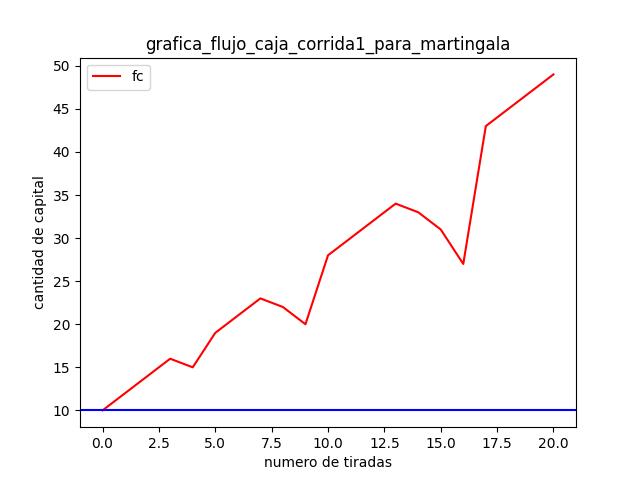 grafica_flujo_caja_corrida1_para_martingala
fc
50
45
40
35
30
25
20
15
10
cantidad de capital
0.0 2.5 5.0 7.5 10.0 12.5 15.0 17.5 20.0
numero de tiradas